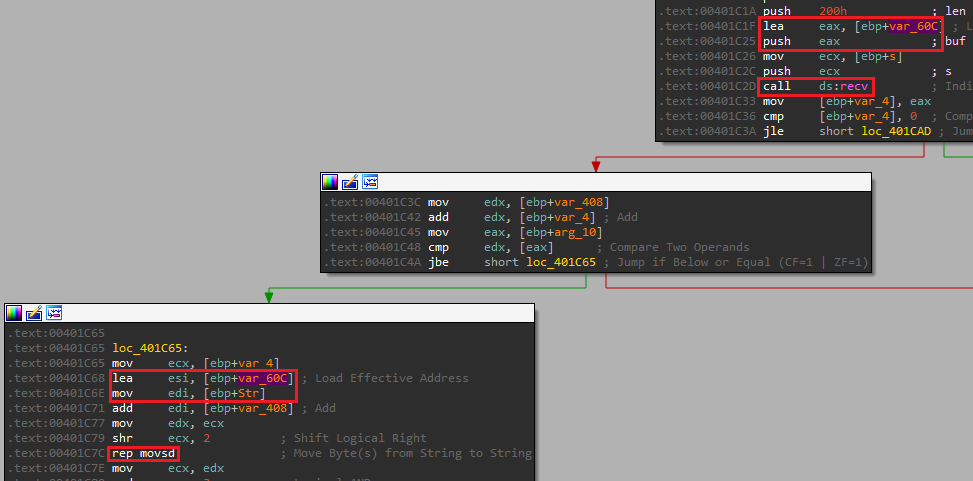 .text:00401C1A push 200h ; len
.text:00401C1F lea eax, [ebp+var_60C] ; L
.text:00401C25 push eax ; buf
.text:00401C26 mov ecx, [ebp+s]
.text:00401C2C push ecx ; s
.text:00401C2D call ds:recv ; Indi
.text:00401C33 mov [ebp+var_4], eax
.text:00401C36 cmp [ebp+var_4], 0 ; Comp
.text:00401C3A jle short loc_401CAD ; Jum
.text:00401C3C mov edx, [ebp+var_408]
.text:00401C42 add edx, [ebp+var_4] ; Add
.text:00401C45 mov eax, [ebp+arg_10]
.text:00401C48 cmp edx, [eax] ; Compare Two Operands
.text:00401C4A jbe short loc_401C65 ; Jump if Below or Equal (CF=1 | ZF=1)
.text:00401C65
.text:00401C65 loc_401C65:
.text:00401C65 mov ecx, [ebp+var_4]
.text:00401C68 lea esi, [ebp+var_60C] ; Load Effective Address
.text:00401C6E mov edi, [ebp+Str]
.text:00401C71 add edi, [ebp+var_408] ; Add
.text:00401C77 mov edx, ecx
.text:00401C79 shr ecx, 2 ; Shift Logical Right
.text:00401C7C rep movsd ; Move Byte(s) from String to String
.text:00401C7E mov ecx, edx